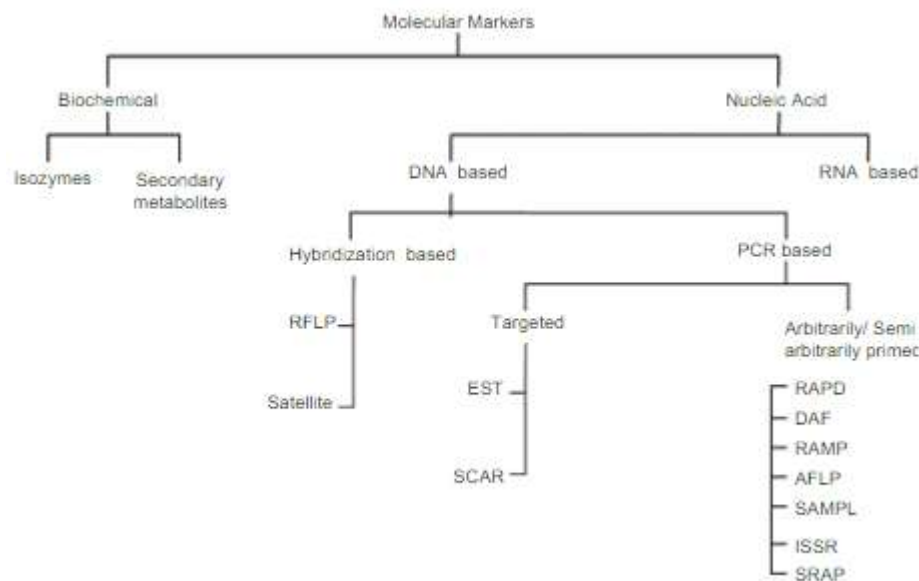 Molecular Markers
Biochemical
Nucleic Acid
Isozymes
Secondary
metabolites
DNA based
RNA based
Hybridization based
PCR based
RFLP
Satellite
Targeted
Arbitrarily/ Semi
arbitrarily primed
EST
SCAR
RAPD
DAF
RAMP
AFLP
SAMPL
ISSR
SRAP